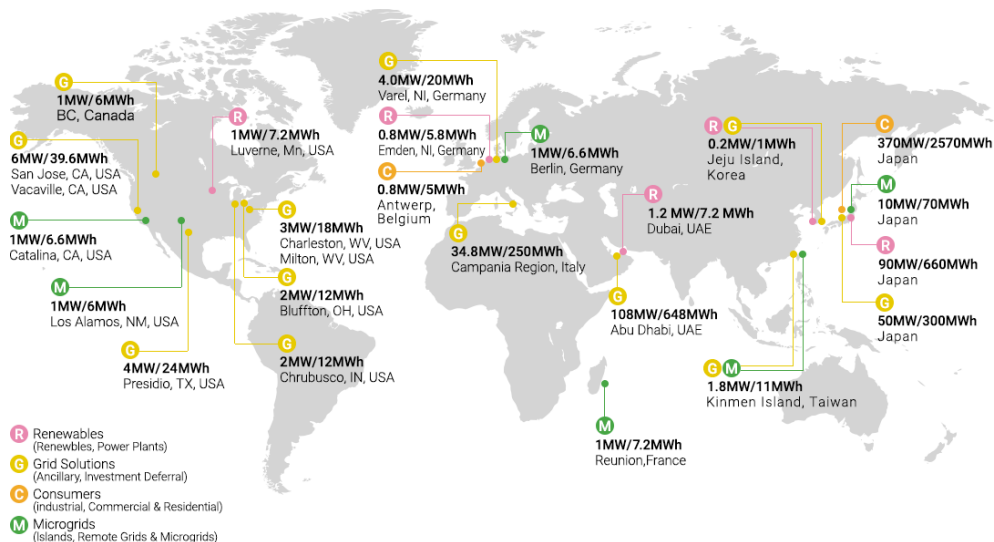 G
1MW/6MWh
BC, Canada
G
6MW/39.6MWh
San Jose, CA, USA
Vacaville, CA, USA
M
1MW/6.6MWh
Catalina, CA, USA
M
1MW/6MWh
Los Alamos, NM, USA
G
4MW/24MWh
Presidio, TX, USA
R
1MW/7.2MWh
Luverne, Mn, USA
G
3MW/18MWh
Charleston, WV, USA
Milton, WV, USA
G
2MW/12MWh
Bluffton, OH, USA
G
2MW/12MWh
Chrubusco, IN, USA
G
4.0MW/20MWh
Varel, NI, Germany
R
0.8MW/5.8MWh
Emden, NI, Germany
C
0.8MW/5MWh
Antwerp,
Belgium
M
1MW/6.6MWh
Berlin, Germany
G
34.8MW/250MWh
Campania Region, Italy
R
1.2 MW/7.2 MWh
Dubai, UAE
G
108MW/648MWh
Abu Dhabi, UAE
M
1MW/7.2MWh
Reunion,France
R G
0.2MW/1MWh
Jeju Island,
Korea
G M
1.8MW/11MWh
Kinmen Island, Taiwan
C
370MW/2570MWh
Japan
M
10MW/70MWh
Japan
R
90MW/660MWh
Japan
G
50MW/300MWh
Japan
R Renewables
(Renewbles, Power Plants)
G Grid Solutions
(Ancillary, Investment Deferral)
C Consumers
(industrial, Commercial & Residential)
M Microgrids
(Islands, Remote Grids & Microgrids)